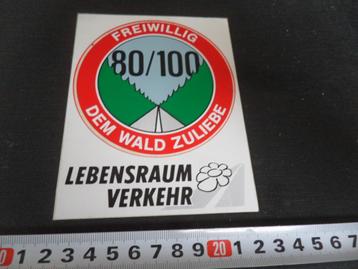 FREIWILLIG
80/100
DEM WALD ZULIEBE
LEBENSRAUM
VERKEHR
1 2 3 4 5 6 7 8 9 20 1 2 3 4 5 6 7